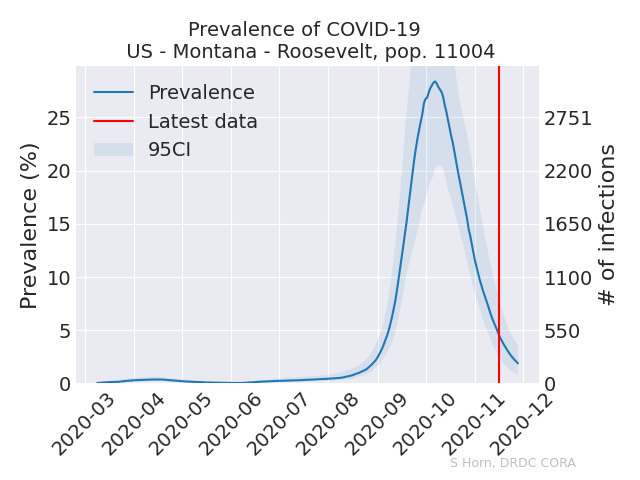 Prevalence of COVID-19
US - Montana - Roosevelt, pop. 11004
Prevalence
Latest data
95CI
Prevalence (%)
25
20
15
10
5
0
2751
2200
1650
1100
550
0
# of infections
2020-03
2020-04
2020-05
2020-06
2020-07
2020-08
2020-09
2020-10
2020-11
2020-12
S Horn, DRDC CORA